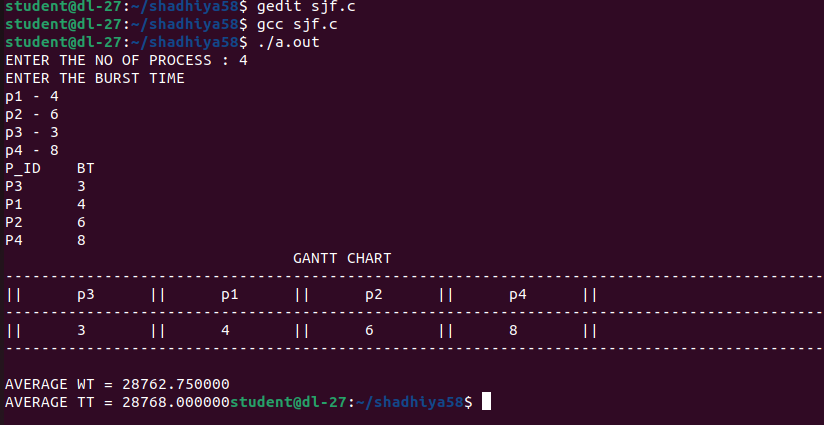 student@dl-27:~/shadhiya58$ gedit sjf.c
student@dl-27:~/shadhiya58$ gcc sjf.c
student@dl-27:~/shadhiya58$ ./a.out
ENTER THE NO OF PROCESS : 4
ENTER THE BURST TIME
p1 - 4
p2 - 6
p3 - 3
p4 - 8
P_ID    BT
P3      3
P1      4
P2      6
P4      8
                                GANTT CHART
-------------------------------------------------------------------------------------------
||      p3      ||      p1      ||      p2      ||      p4      ||
-------------------------------------------------------------------------------------------
||      3       ||      4       ||      6       ||      8       ||
-------------------------------------------------------------------------------------------
AVERAGE WT = 28762.750000
AVERAGE TT = 28768.000000student@dl-27:~/shadhiya58$